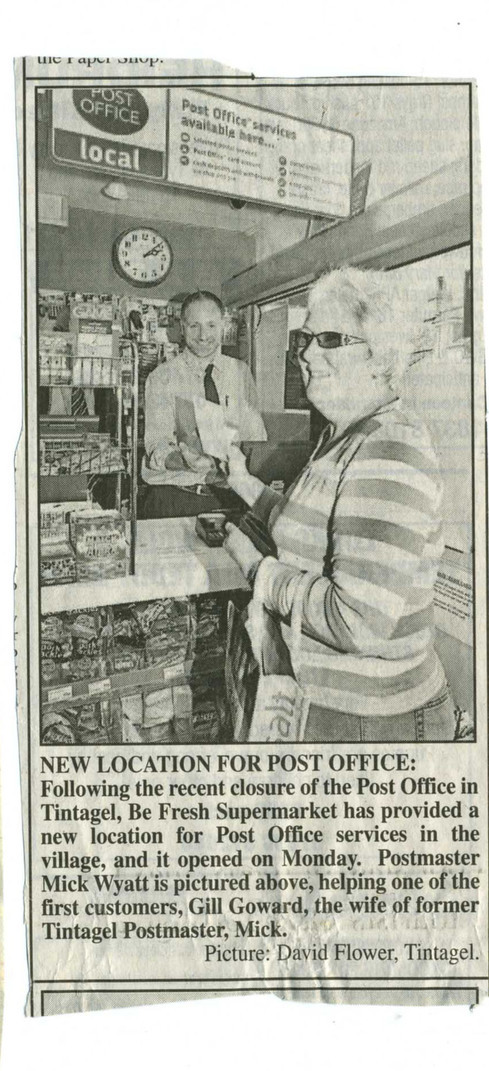 the Paper Shop.
POST
OFFICE
local
Post Office services
available here...
NEW LOCATION FOR POST OFFICE:
Following the recent closure of the Post Office in
Tintagel, Be Fresh Supermarket has provided a
new location for Post Office services in the
village, and it opened on Monday. Postmaster
Mick Wyatt is pictured above, helping one of the
first customers, Gill Goward, the wife of former
Tintagel Postmaster, Mick.
Picture: David Flower, Tintagel.